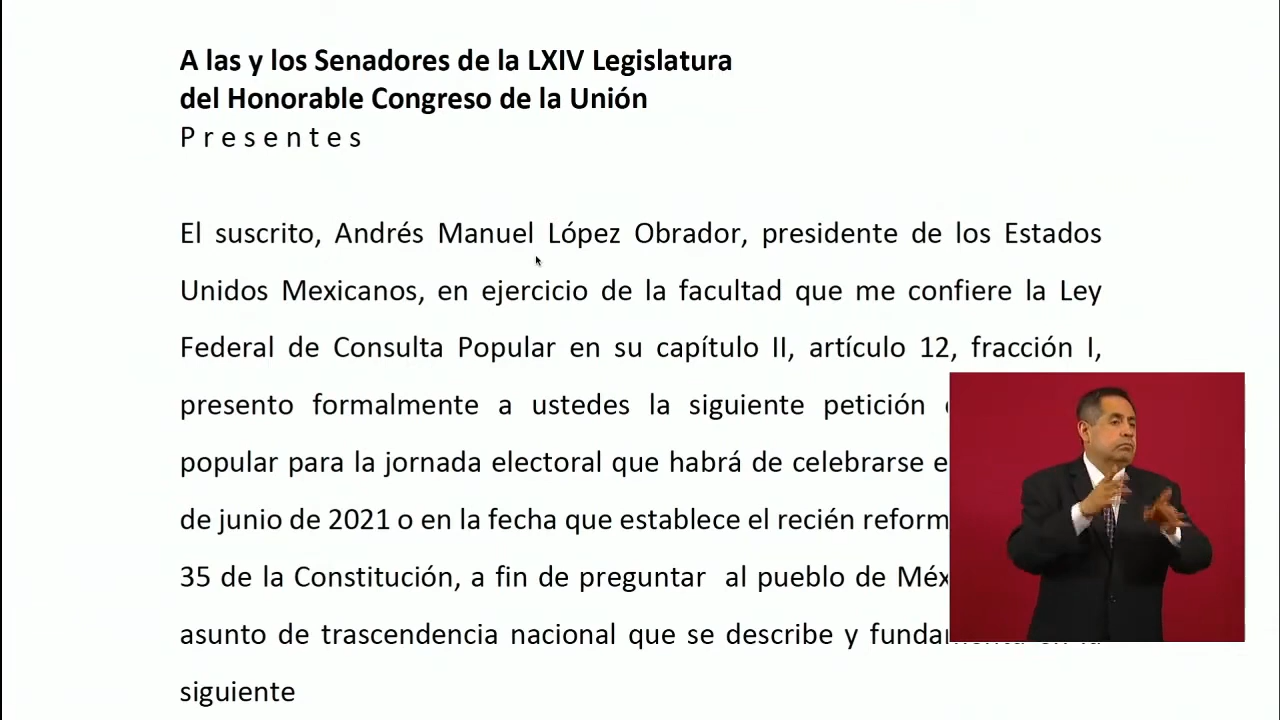 A las y los Senadores de la LXIV Legislatura
del Honorable Congreso de la Unión
P r e s e n t e s
El suscrito, Andrés Manuel López Obrador, presidente de los Estados
Unidos Mexicanos, en ejercicio de la facultad que me confiere la Ley
Federal de Consulta Popular en su capítulo II, artículo 12, fracción I,
presento formalmente a ustedes la siguiente petición
popular para la jornada electoral que habrá de celebrarse
de junio de 2021 o en la fecha que establece el recién
35 de la Constitución, a fin de preguntar al pueblo de
asunto de trascendencia nacional que se describe y
siguiente